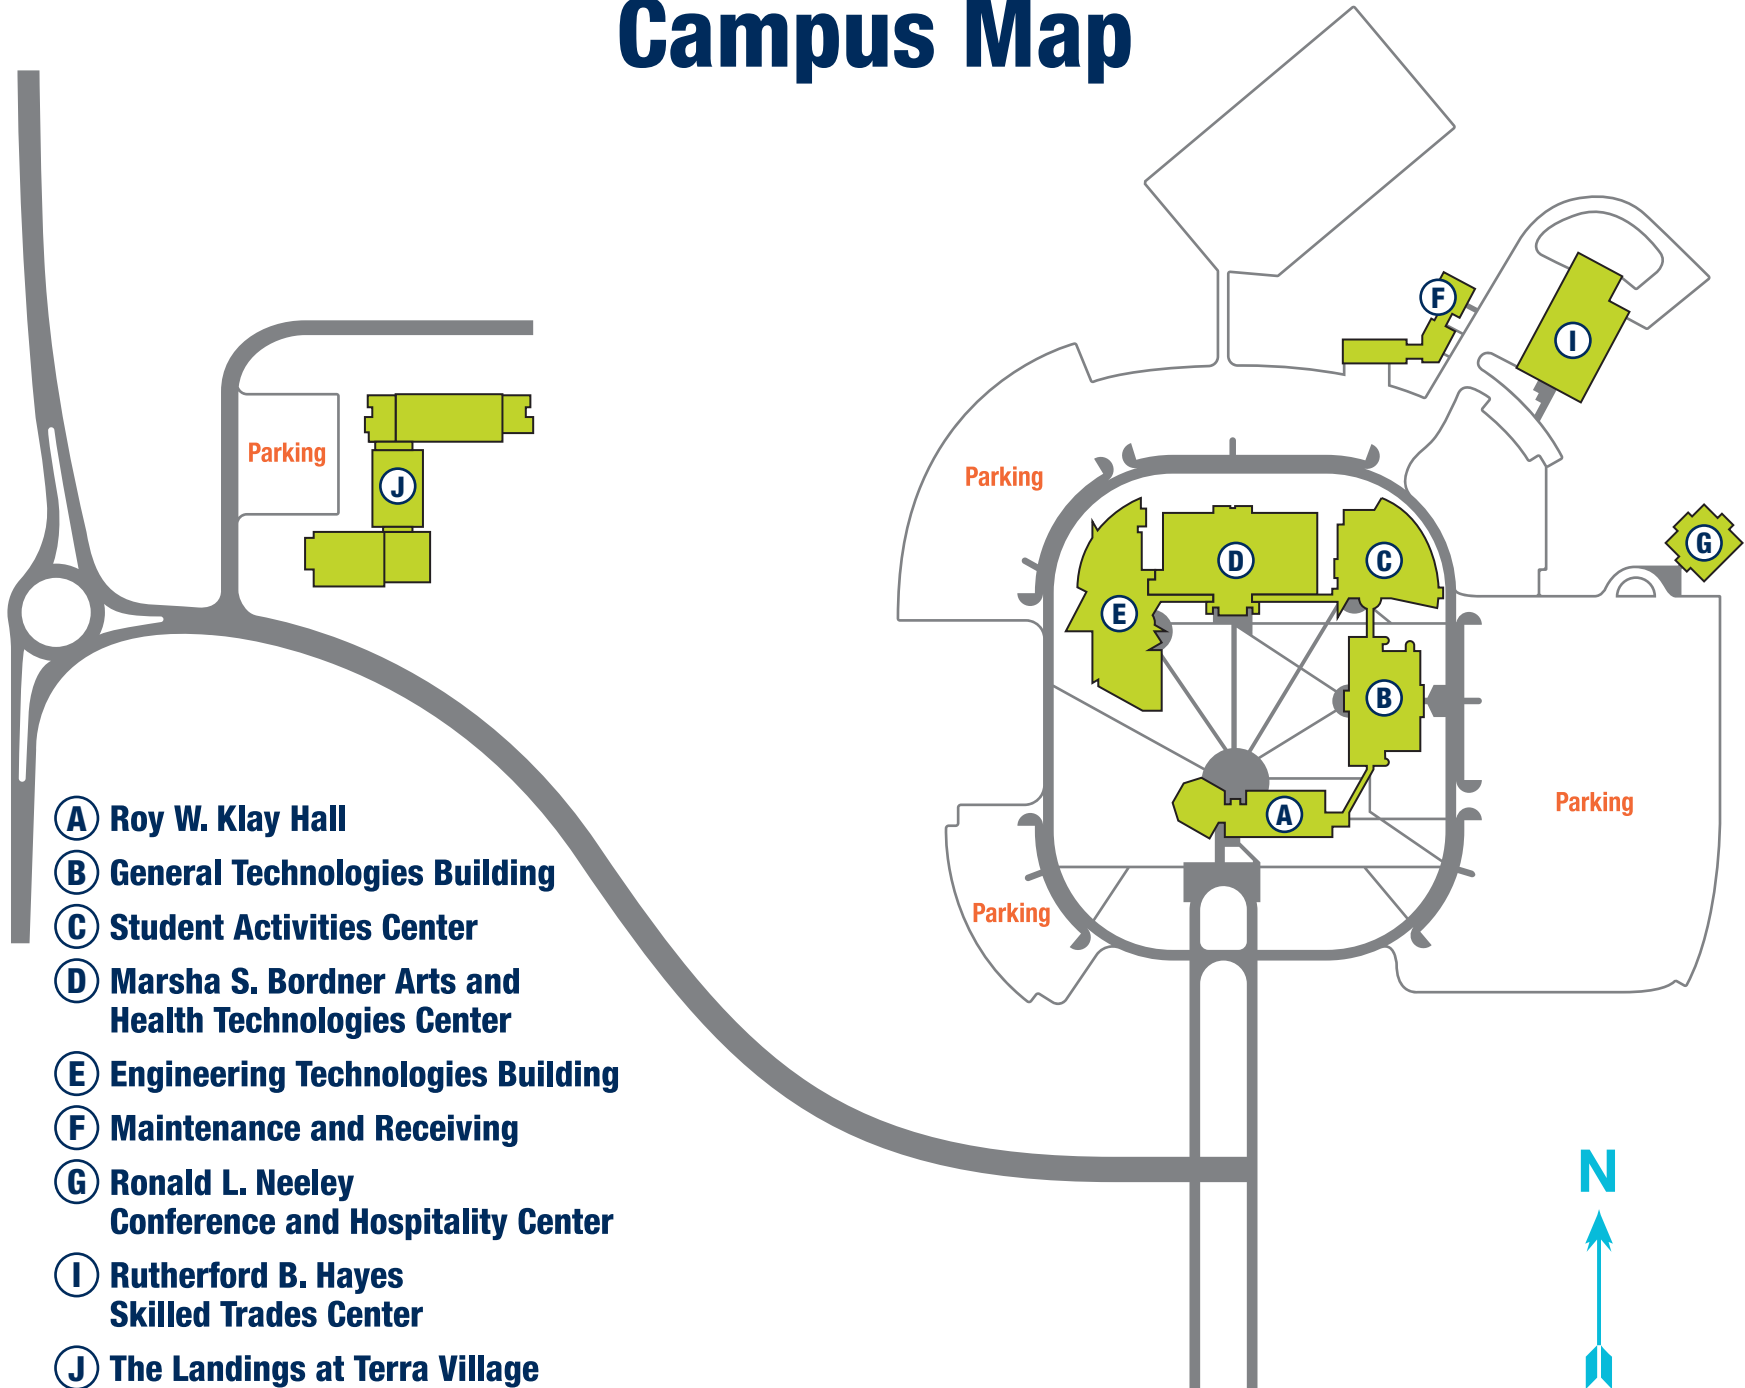 Campus Map
F
I
Parking
Parking
J
G
D
C
E
B
Parking
A
Parking
A Roy W. Klay Hall
B General Technologies Building
C Student Activities Center
D Marsha S. Bordner Arts and
Health Technologies Center
E Engineering Technologies Building
F Maintenance and Receiving
G Ronald L. Neeley
Conference and Hospitality Center
I Rutherford B. Hayes
Skilled Trades Center
J The Landings at Terra Village
N